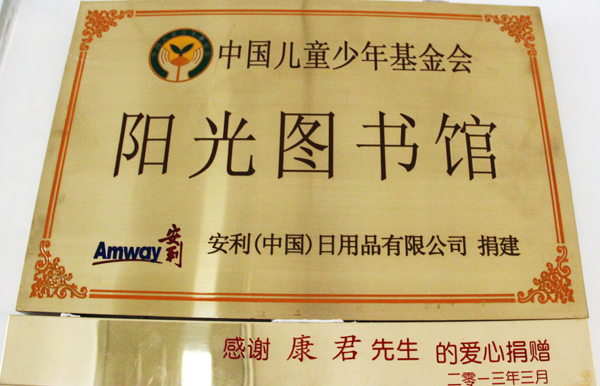 中国儿童少年基金会
阳光图书馆
Amway 安利 安利(中国)日用品有限公司 捐建
感谢 康君 先生 的爱心捐赠
二零一三年三月